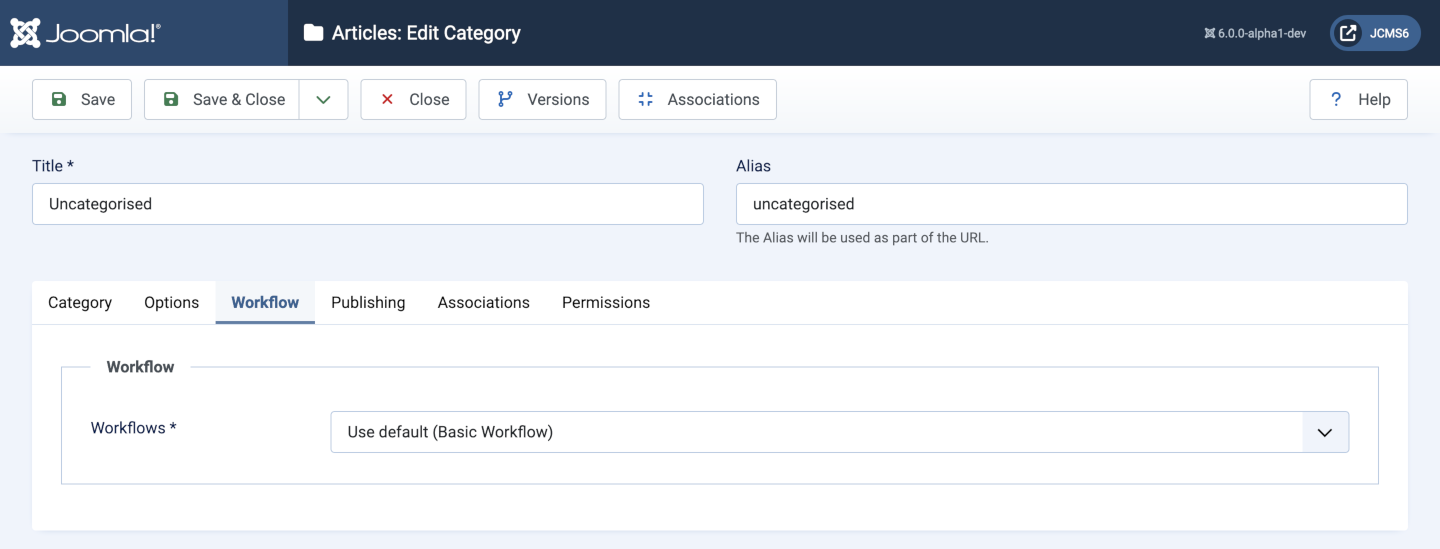 Joomla!® Articles: Edit Category 6.0.0-alpha1-dev JCMS6
Save Save & Close Close Versions Associations ? Help
Title * Alias
Uncategorised uncategorised
The Alias will be used as part of the URL.
Category Options Workflow Publishing Associations Permissions
Workflow
Workflows * Use default (Basic Workflow)